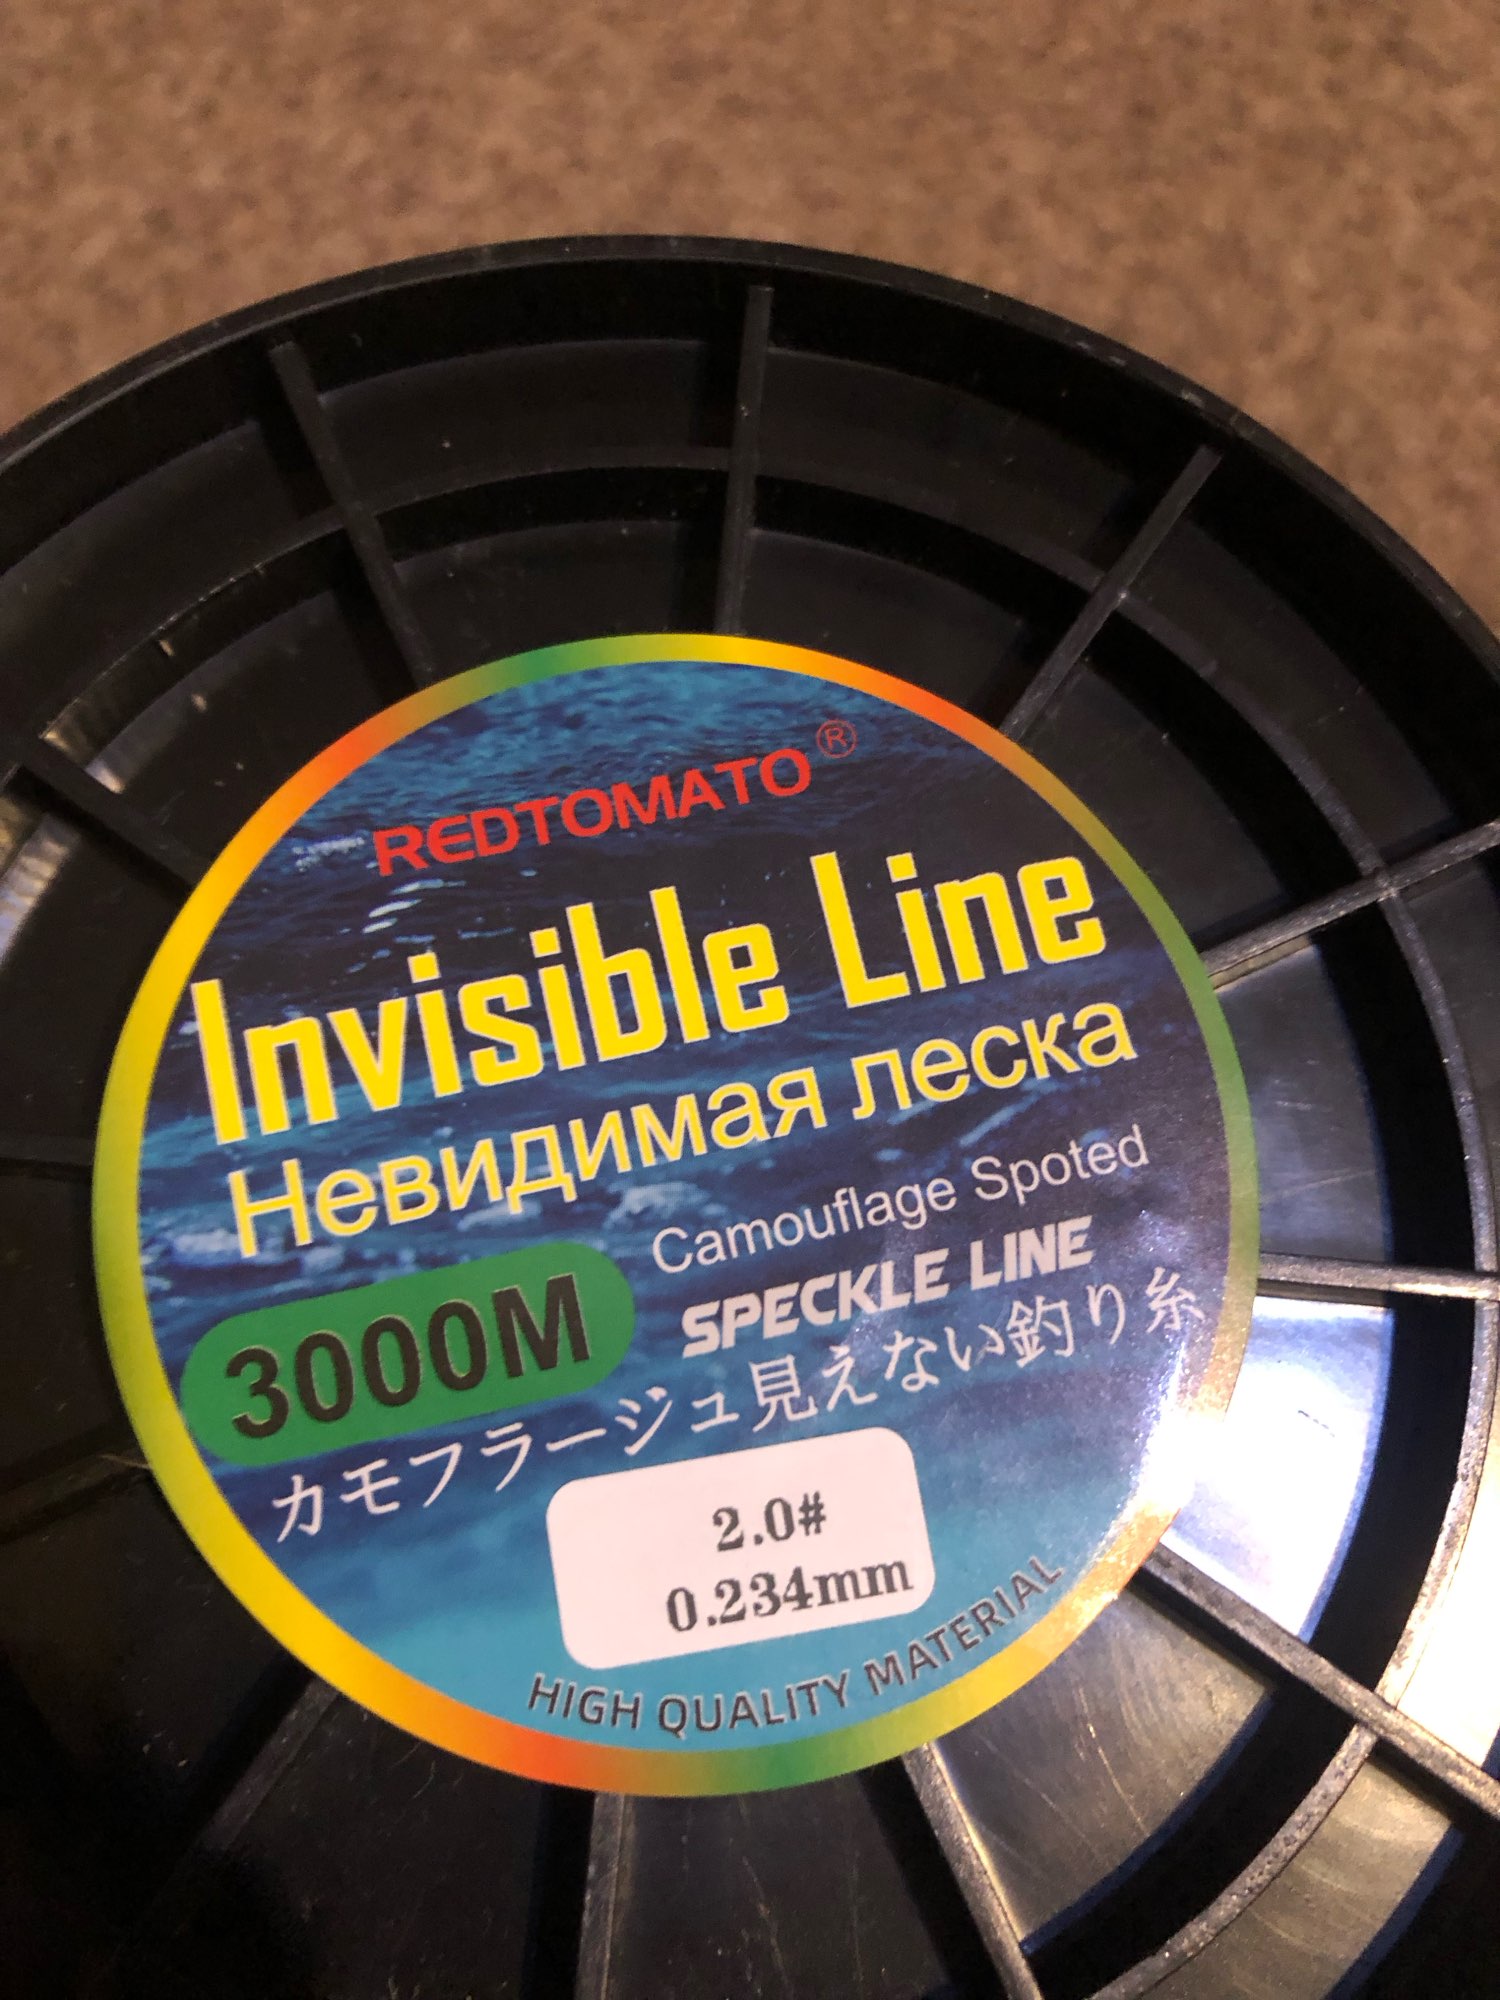 REDTOMATO®
Invisible Line
Невидимая леска
Camouflage Spoted
SPECKLE LINE
3000M
カモフラージュ見えない釣り糸
2.0#
0.234mm
HIGH QUALITY MATERIAL